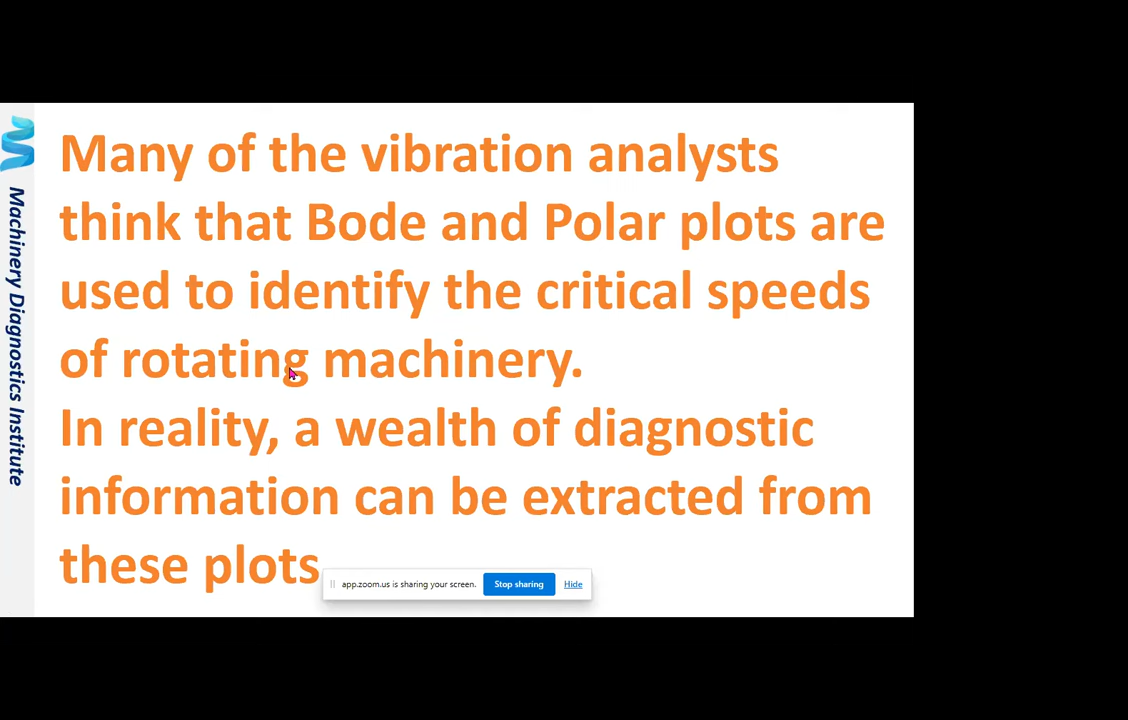 Many of the vibration analysts
think that Bode and Polar plots are
used to identify the critical speeds
of rotating machinery.
In reality, a wealth of diagnostic
information can be extracted from
these plots
Machinery Diagnostics Institute
app.zoom.us is sharing your screen. Stop sharing Hide